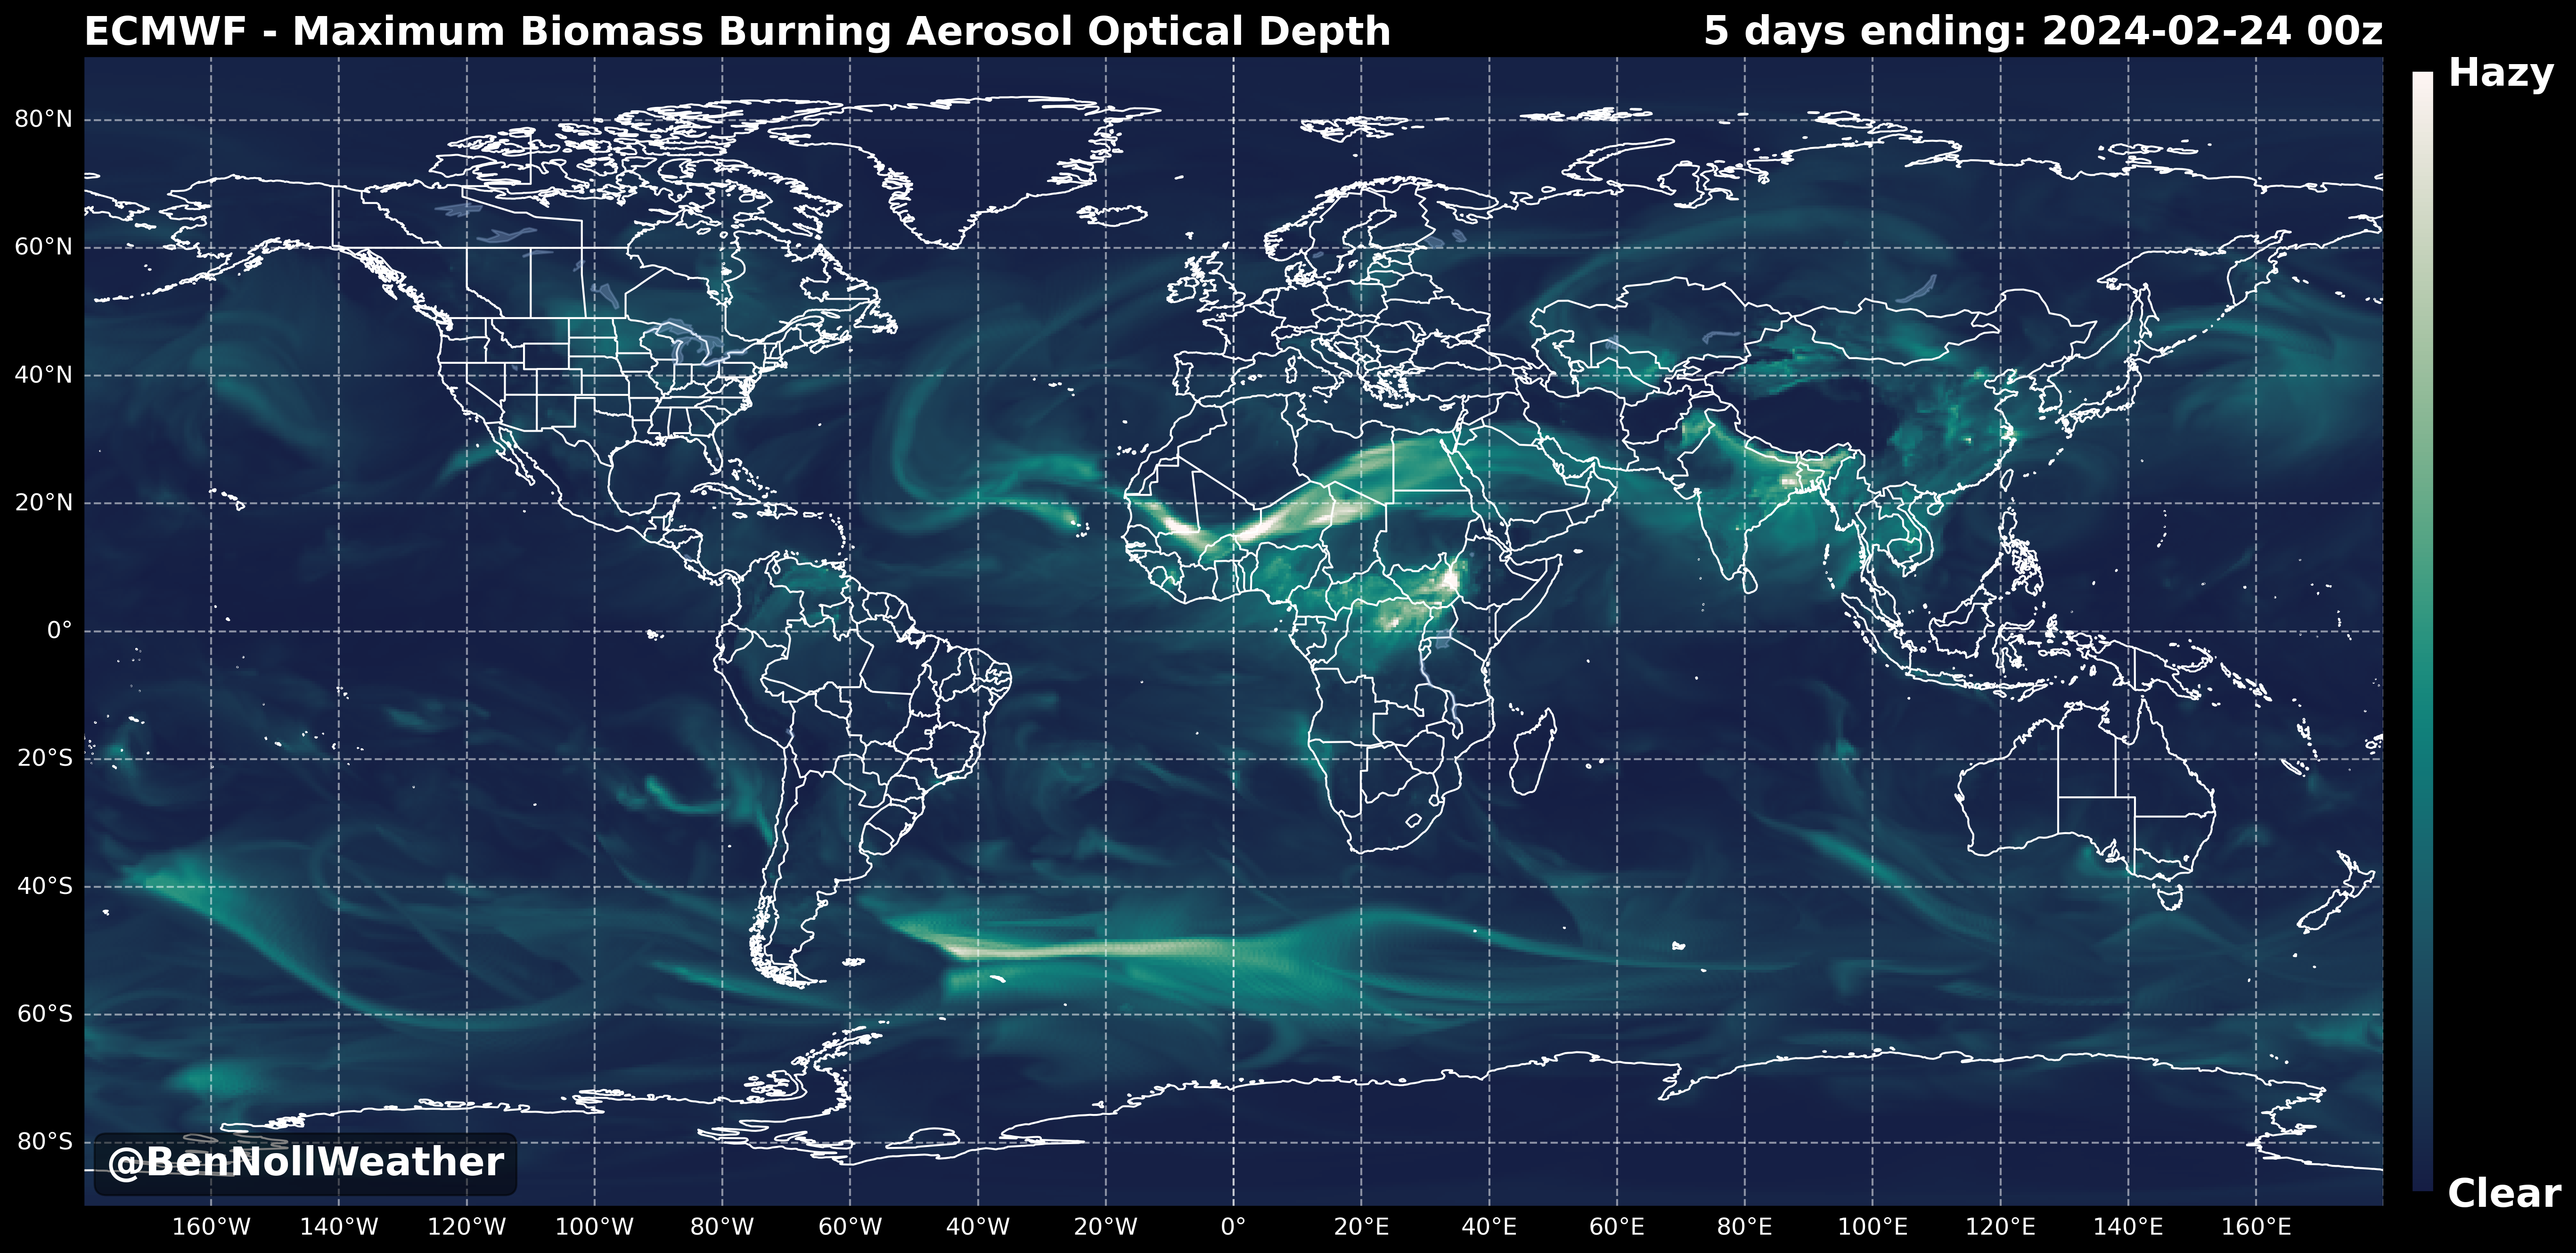 ECMWF - Maximum Biomass Burning Aerosol Optical Depth
5 days ending: 2024-02-24 00z
Hazy
80°N
60°N
40°N
20°N
0°
20°S
40°S
60°S
80°S
@BenNollWeather
Clear
160°W 140°W 120°W 100°W 80°W 60°W 40°W 20°W 0° 20°E 40°E 60°E 80°E 100°E 120°E 140°E 160°E